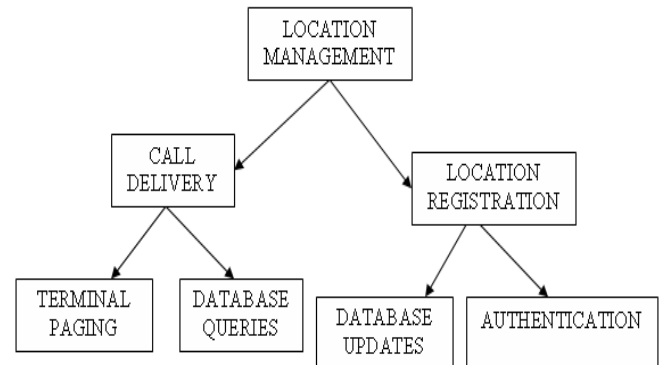 LOCATION
MANAGEMENT
CALL
DELIVERY
LOCATION
REGISTRATION
TERMINAL
PAGING
DATABASE
QUERIES
DATABASE
UPDATES
AUTHENTICATION